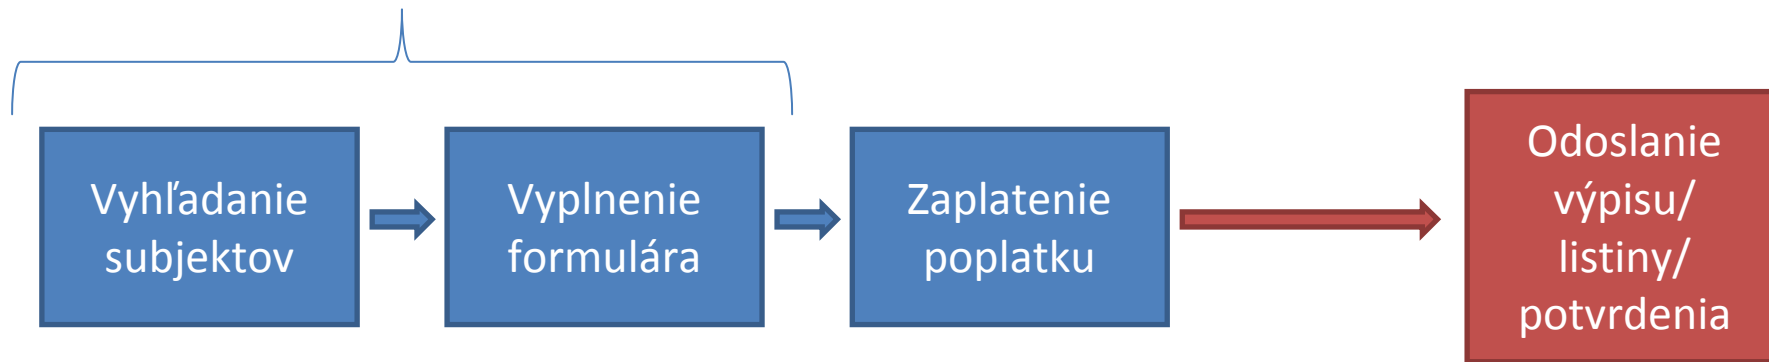 Vyhľadanie
subjektov
Vyplnenie
formulára
Zaplatenie
poplatku
Odoslanie
výpisu/
listiny/
potvrdenia